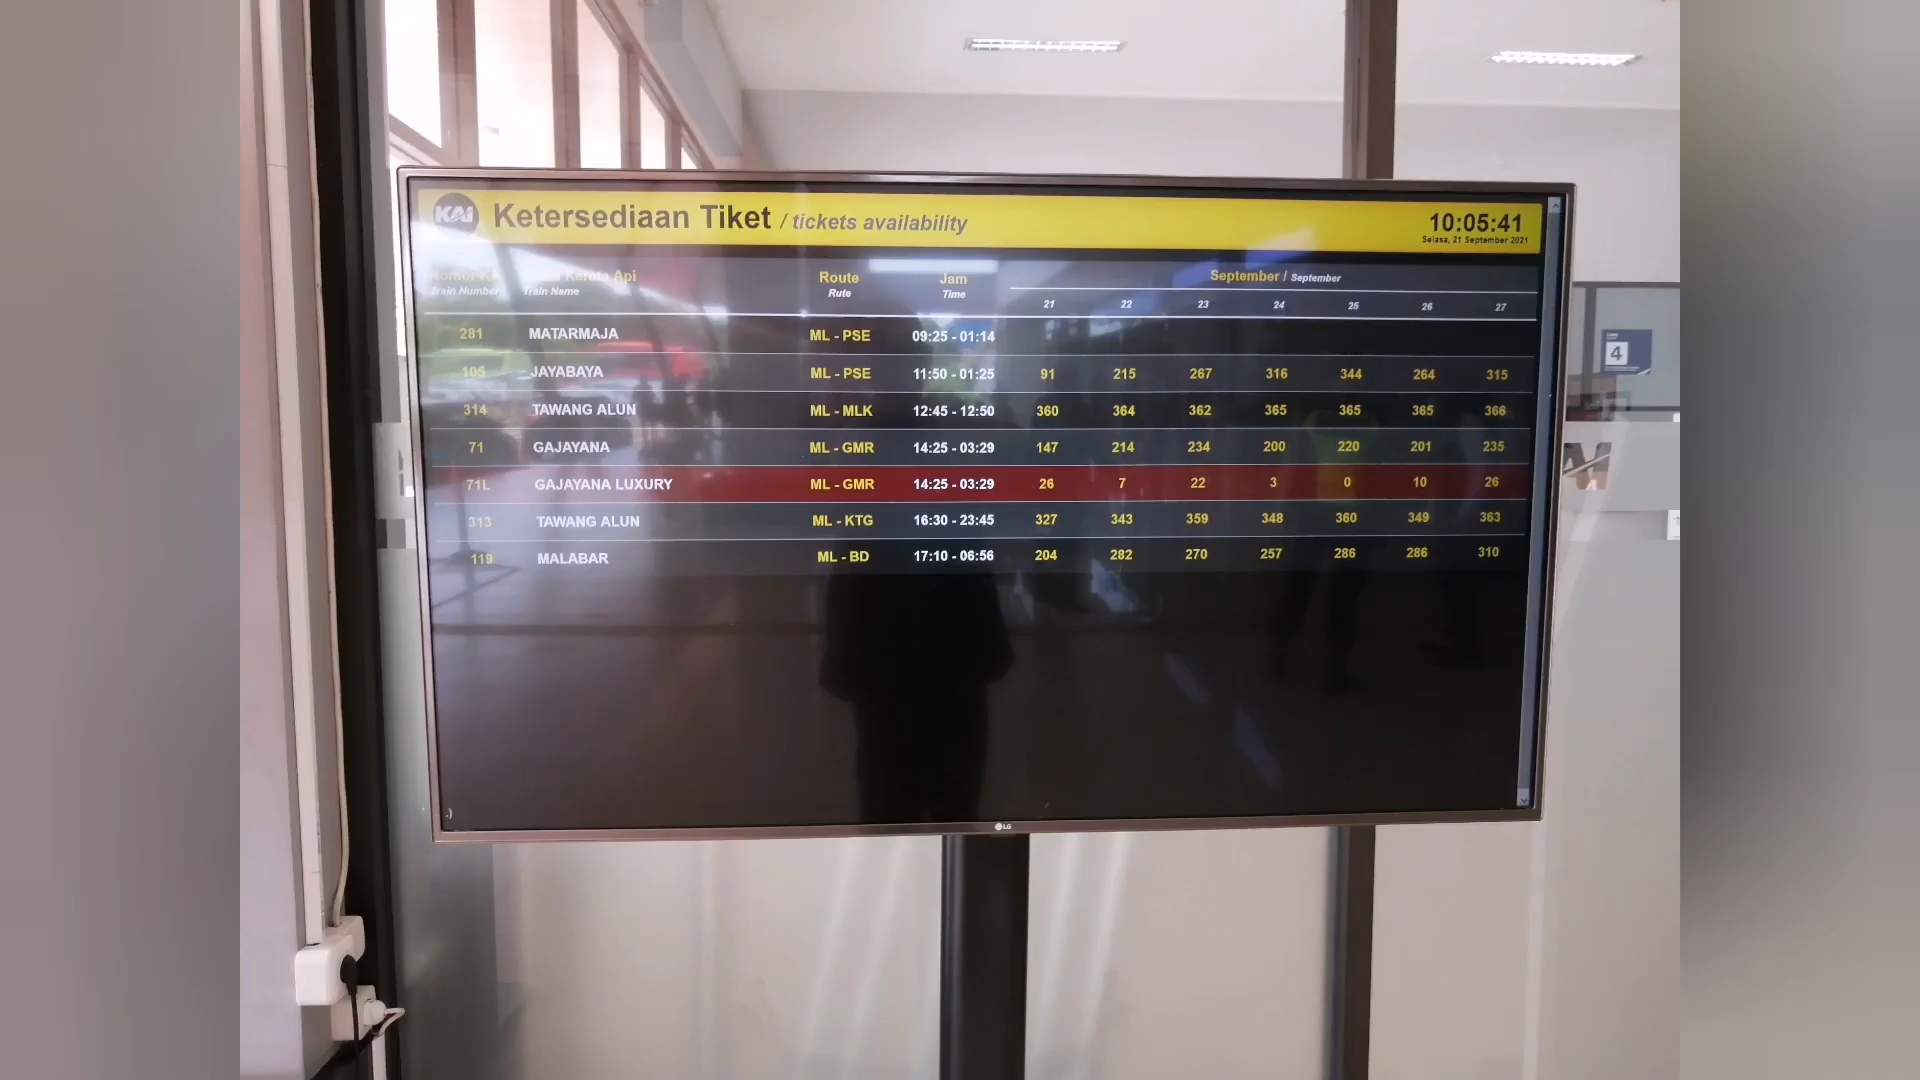 KAI Ketersediaan Tiket / tickets availability 10:05:41
Selasa, 21 September 2021
Nomor KA Nama Kereta Api Route Jam September / September
Train Number Train Name Rute Time
21 22 23 24 25 26 27
281 MATARMAJA ML - PSE 09:25 - 01:14
105 JAYABAYA ML - PSE 11:50 - 01:25 91 215 267 316 344 264 315
314 TAWANG ALUN ML - MLK 12:45 - 12:50 360 364 362 365 365 365 366
71 GAJAYANA ML - GMR 14:25 - 03:29 147 214 234 200 220 201 235
71L GAJAYANA LUXURY ML - GMR 14:25 - 03:29 26 7 22 3 0 10 26
313 TAWANG ALUN ML - KTG 16:30 - 23:45 327 343 359 348 360 349 363
119 MALABAR ML - BD 17:10 - 06:56 204 282 270 257 286 286 310
.)
LG
4